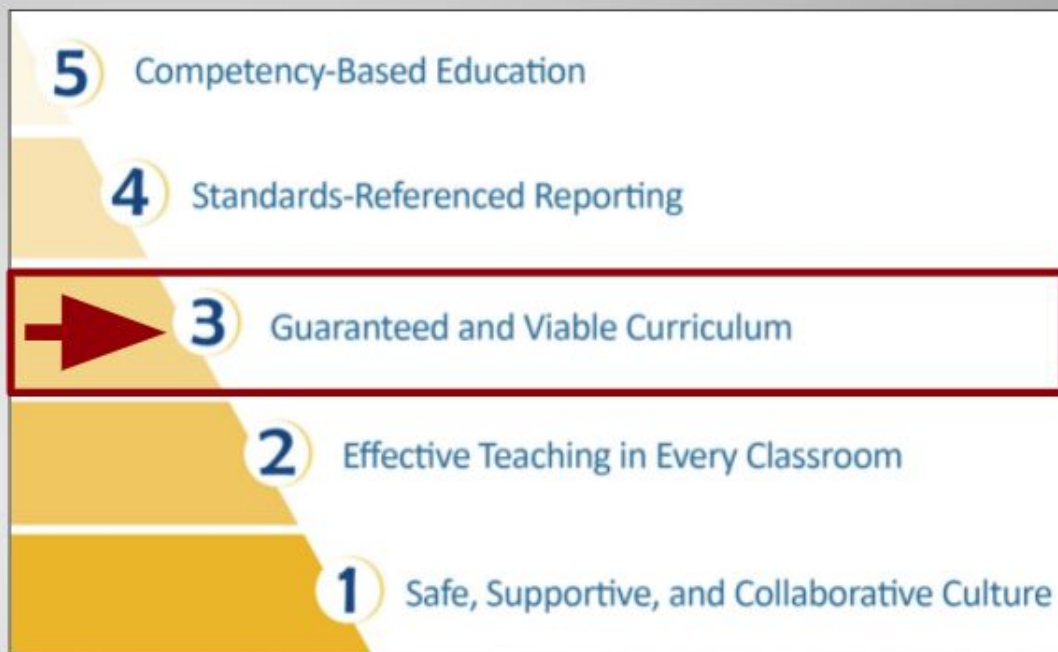 5 Competency-Based Education
4 Standards-Referenced Reporting
3 Guaranteed and Viable Curriculum
2 Effective Teaching in Every Classroom
1 Safe, Supportive, and Collaborative Culture